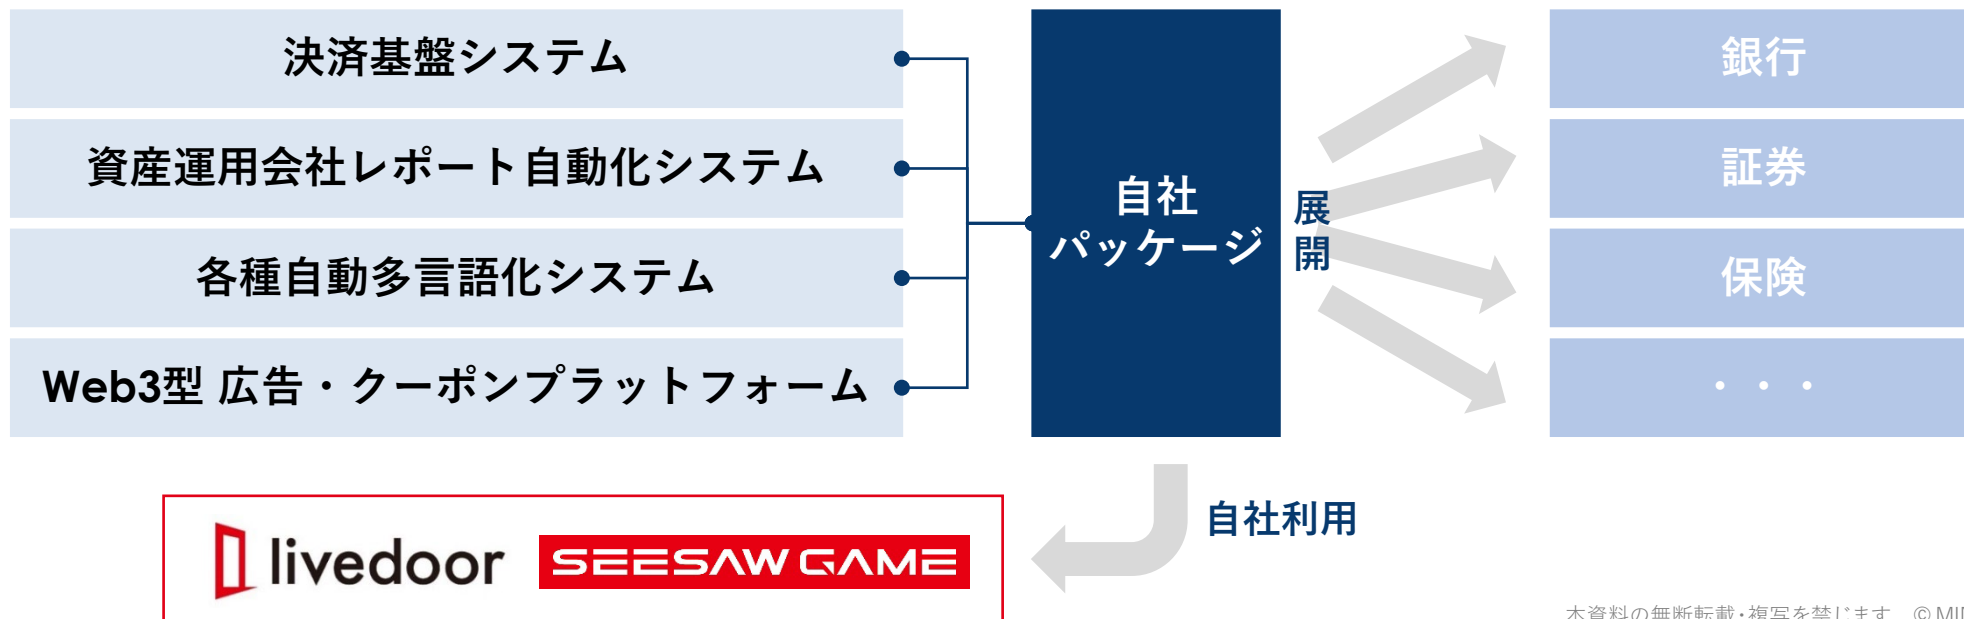 決済基盤システム
資産運用会社レポート自動化システム
各種自動多言語化システム
Web3型 広告・クーポンプラットフォーム
自社
パッケージ
展
開
銀行
証券
保険
・・・
自社利用
livedoor
SEESAW GAME
本資料の無断転載・複写を禁じます ©